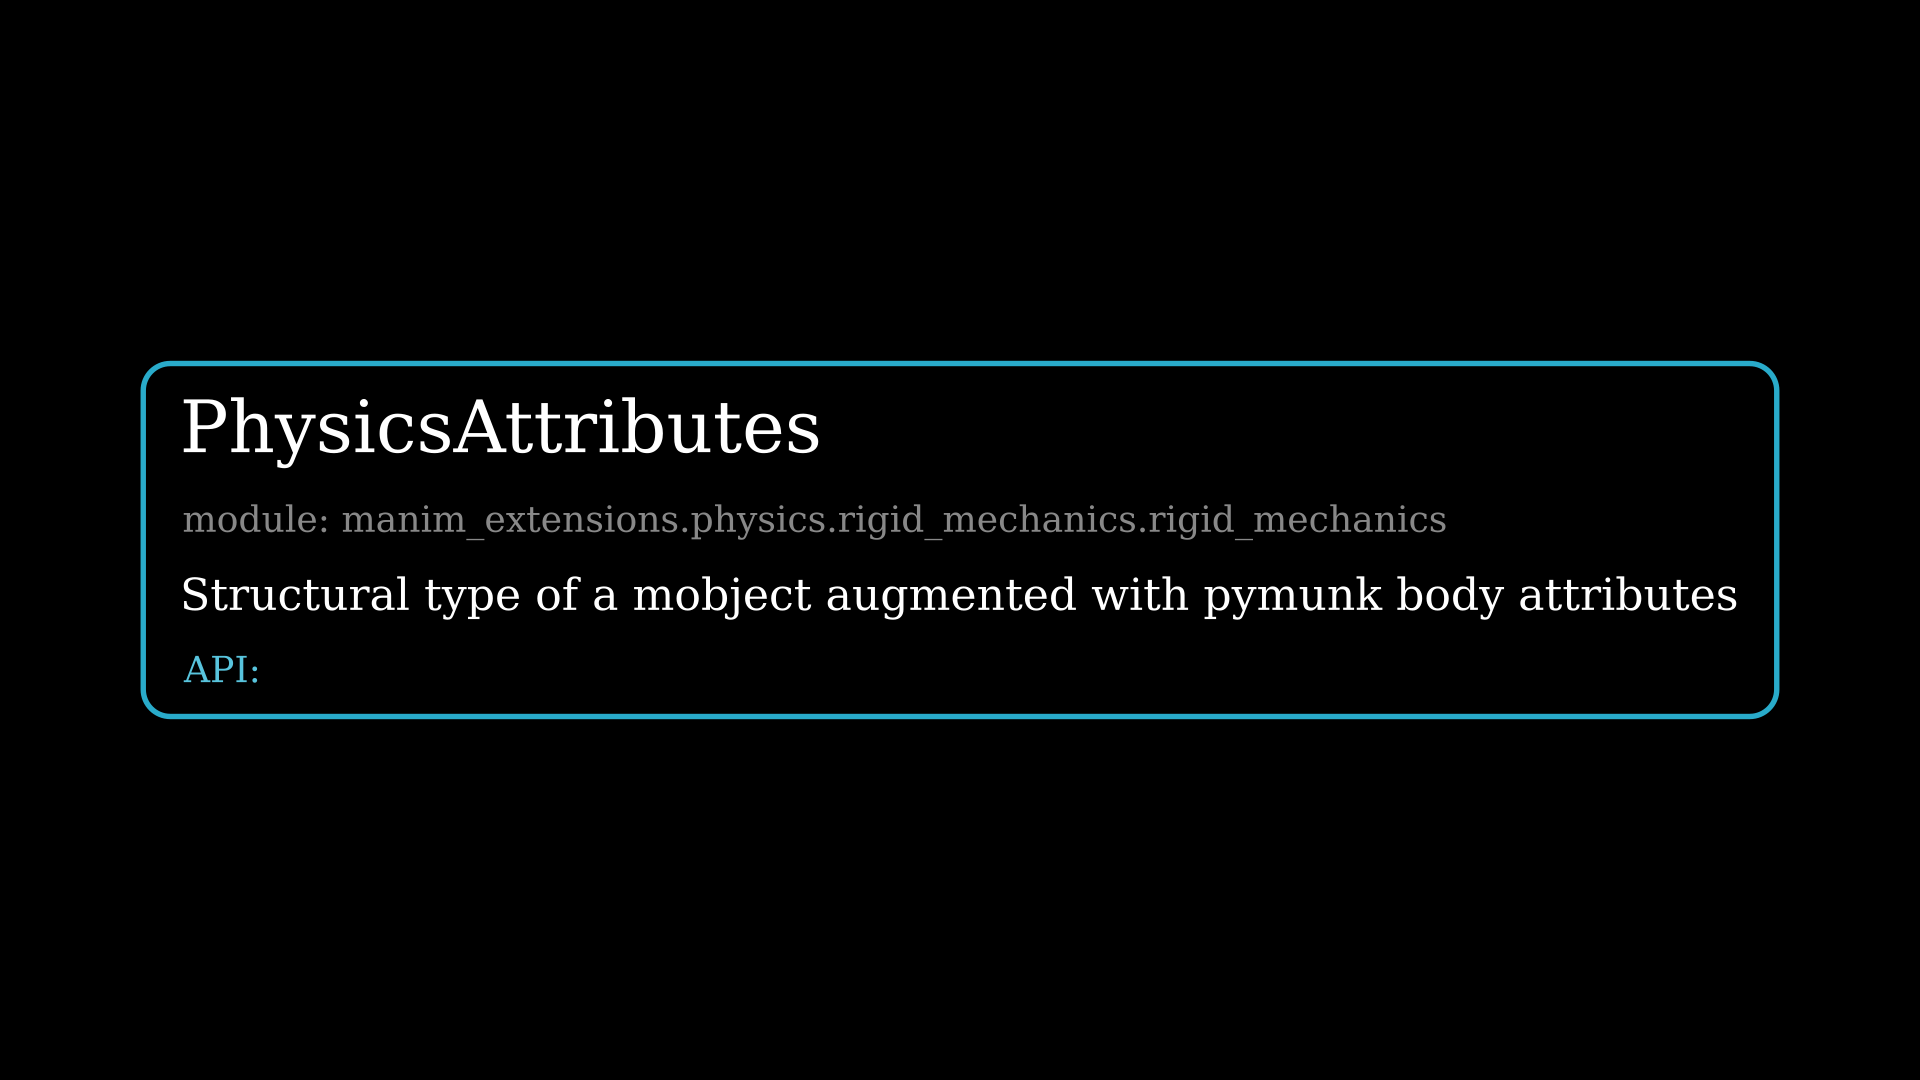 PhysicsAttributes
module: manim_extensions.physics.rigid_mechanics.rigid_mechanics
Structural type of a mobject augmented with pymunk body attributes
API: